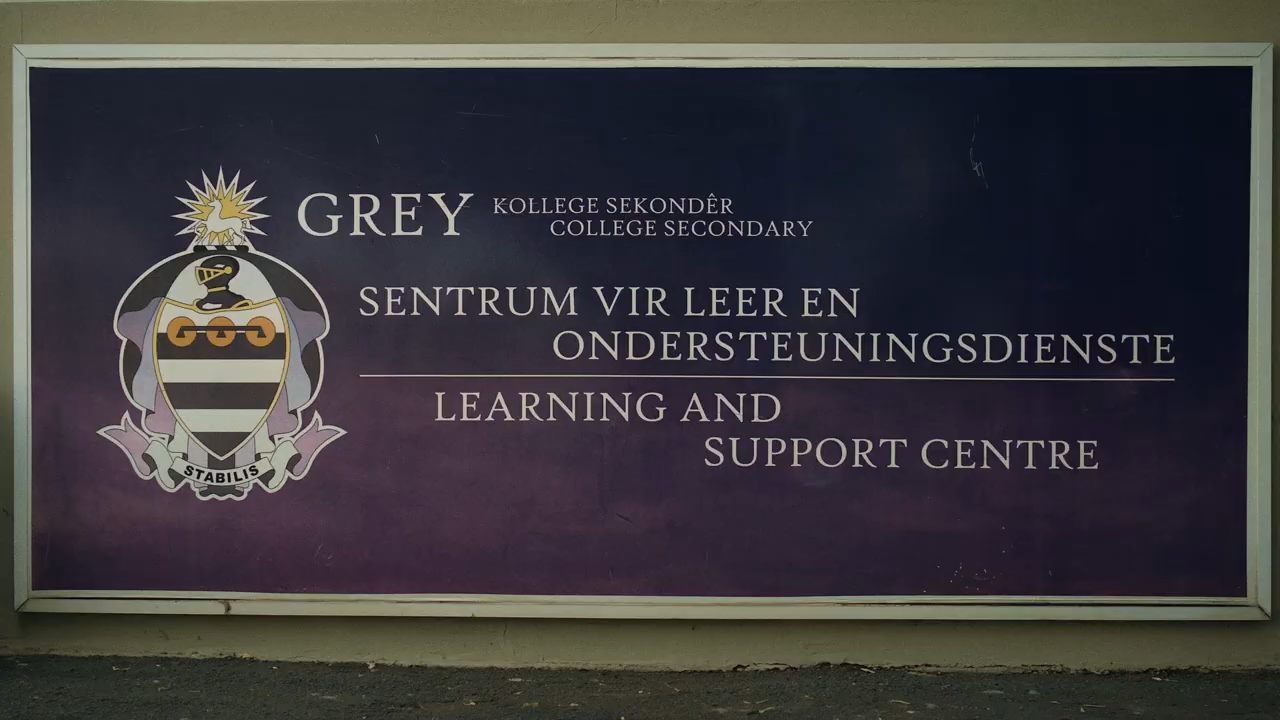 GREY KOLLEGE SEKONDÊR
COLLEGE SECONDARY
SENTRUM VIR LEER EN
ONDERSTEUNINGSDIENSTE
LEARNING AND
SUPPORT CENTRE
STABILIS